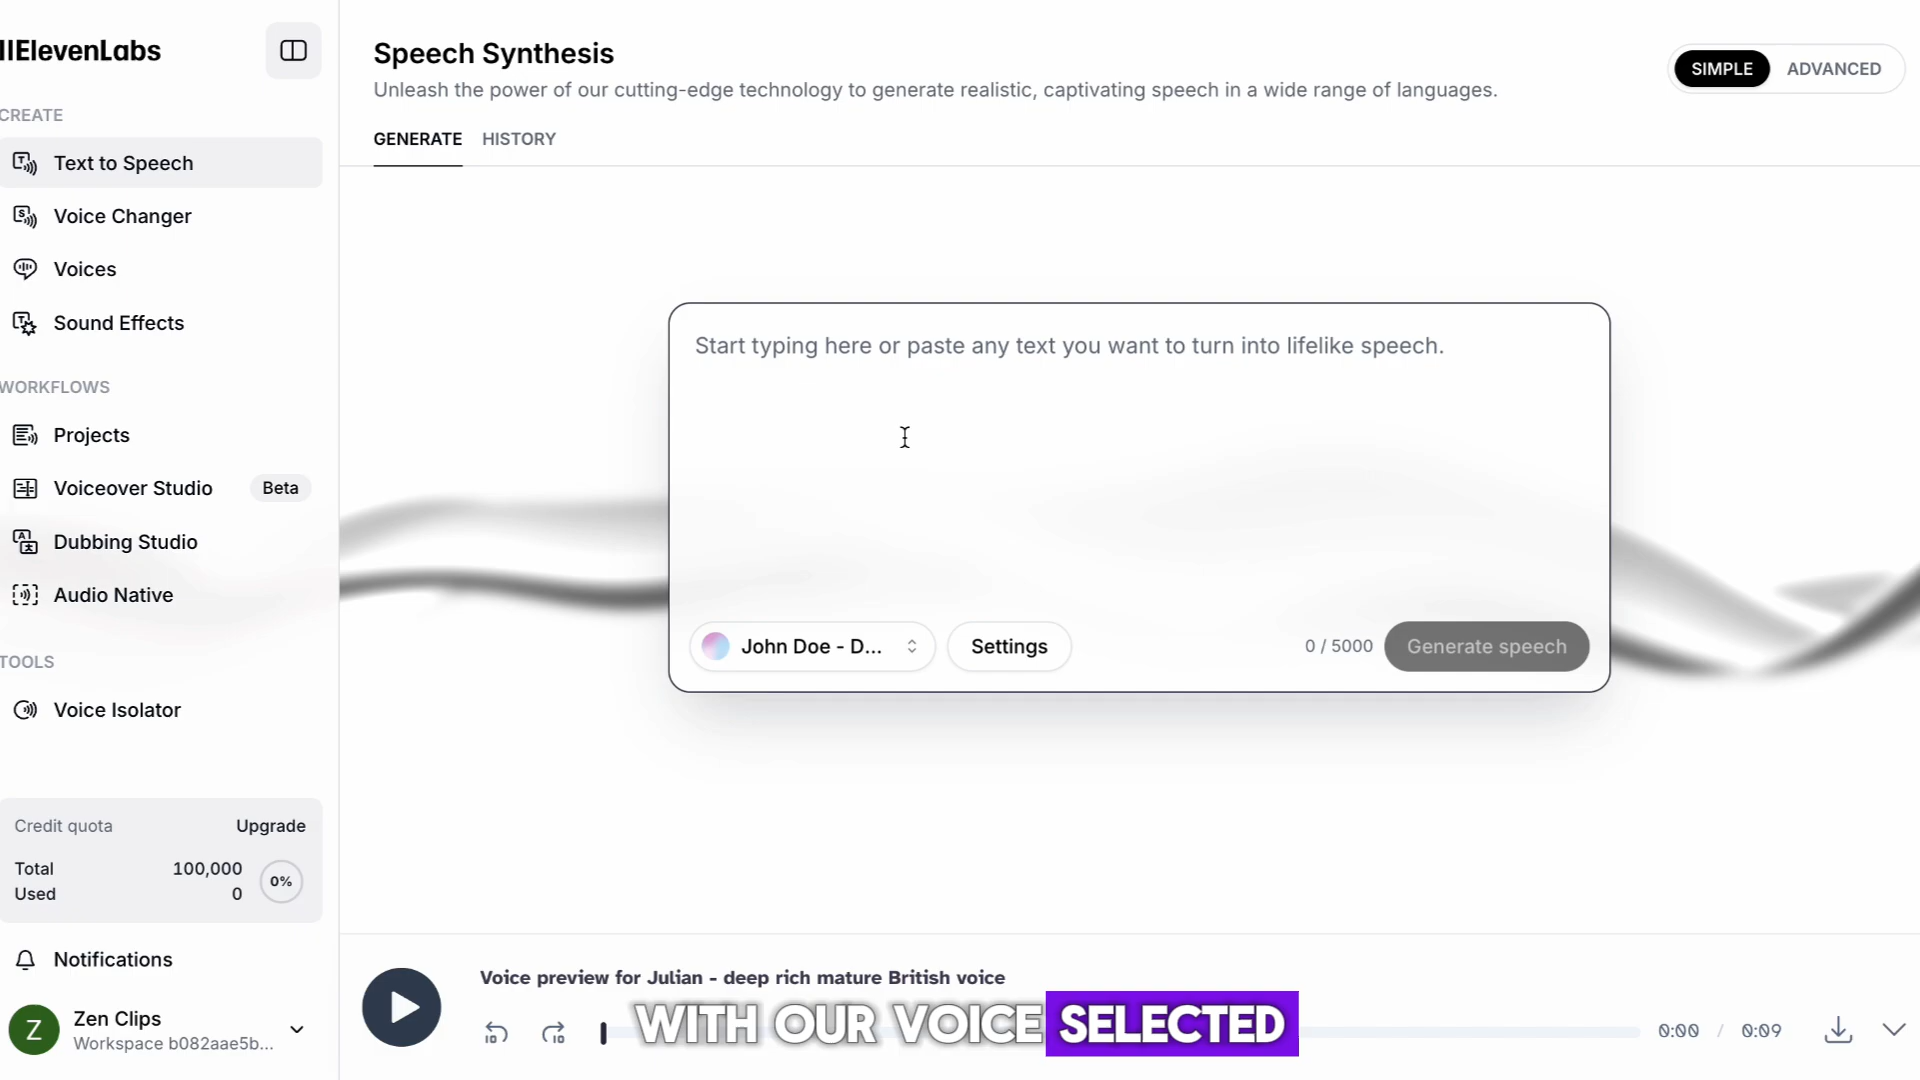 IIElevenLabs
CREATE
Text to Speech
Voice Changer
Voices
Sound Effects
WORKFLOWS
Projects
Voiceover Studio Beta
Dubbing Studio
Audio Native
TOOLS
Voice Isolator
Credit quota Upgrade
Total 100,000
Used 0
0%
Notifications
Z
Zen Clips
Workspace b082aae5b...
Speech Synthesis
Unleash the power of our cutting-edge technology to generate realistic, captivating speech in a wide range of languages.
SIMPLE ADVANCED
GENERATE HISTORY
Start typing here or paste any text you want to turn into lifelike speech.
John Doe - D... Settings 0 / 5000 Generate speech
Voice preview for Julian - deep rich mature British voice
10 10 0:00 / 0:09
WITH OUR VOICE SELECTED